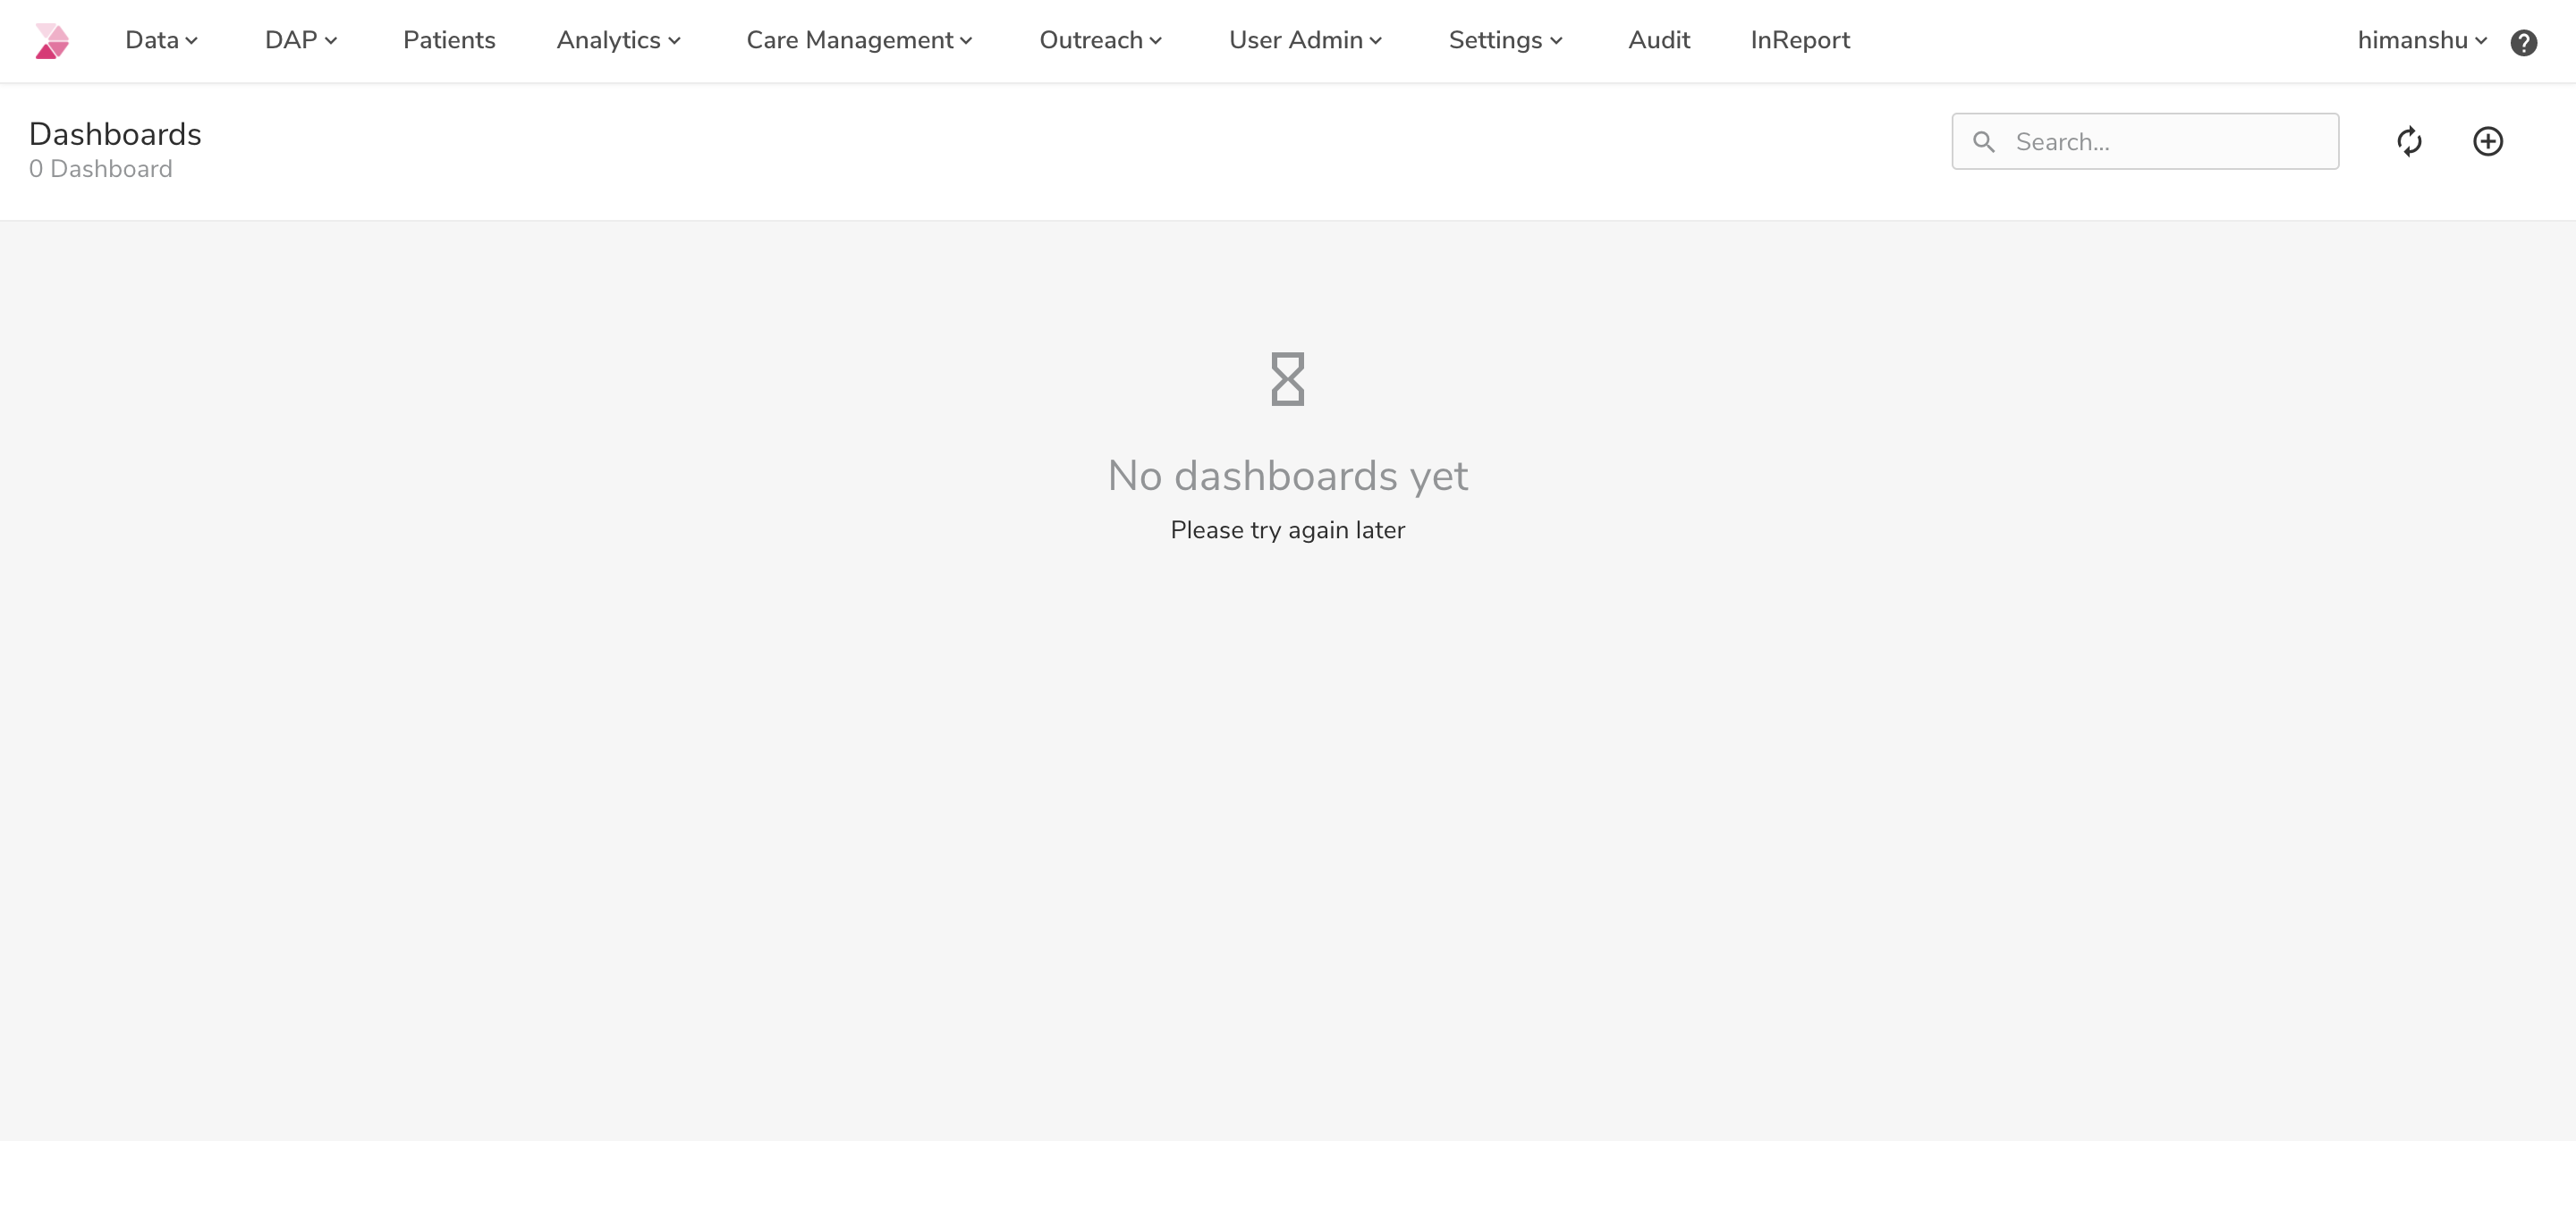 Data DAP Patients Analytics Care Management Outreach User Admin Settings Audit InReport himanshu ?
Dashboards
0 Dashboard
Search...
No dashboards yet
Please try again later